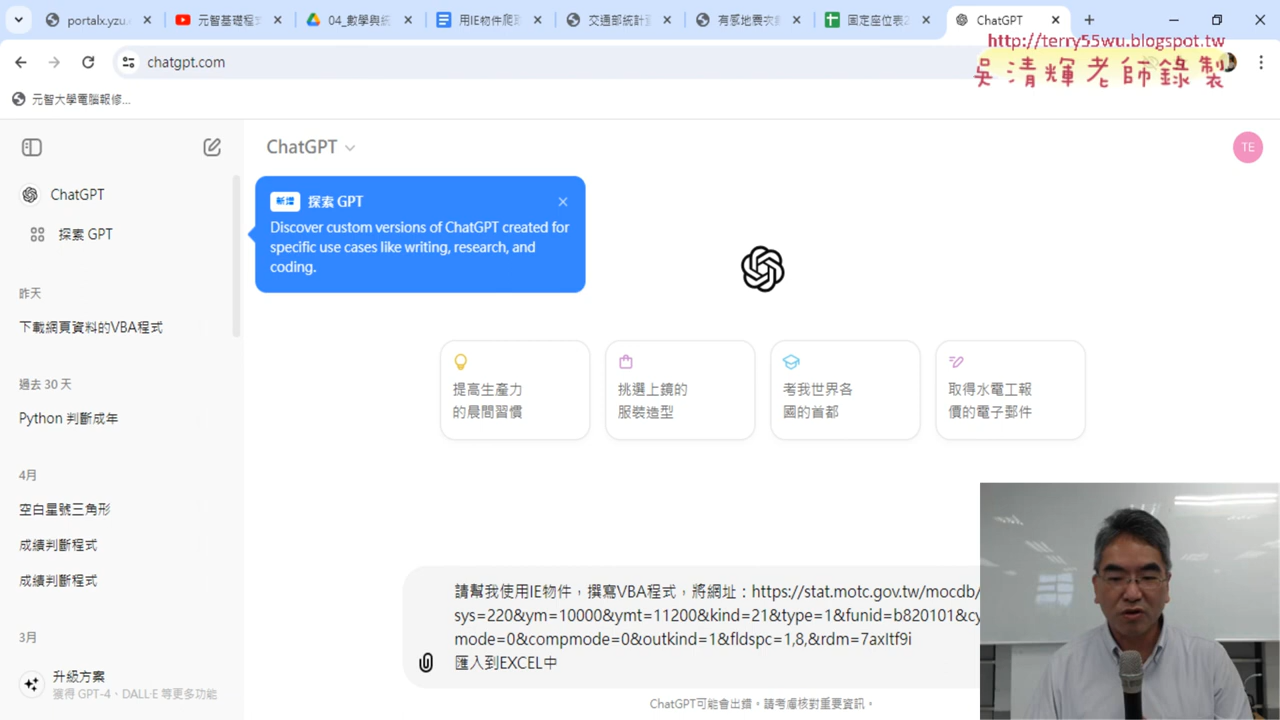 portalx.yzu.
元智基礎程
04_數學與統
用IE物件爬
交通部統計
有感地震次
固定座位表
ChatGPT
http://terry55wu.blogspot.tw
吳清輝老師錄製
chatgpt.com
元智大學電腦報修...
ChatGPT
TE
ChatGPT
探索 GPT
新增 探索 GPT
Discover custom versions of ChatGPT created for
specific use cases like writing, research, and
coding.
昨天
下載網頁資料的VBA程式
過去 30 天
Python 判斷成年
4月
空白星號三角形
成績判斷程式
成績判斷程式
3月
升級方案
獲得 GPT-4、DALL·E 等更多功能
提高生產力
的晨間習慣
挑選上鏡的
服裝造型
考我世界各
國的首都
取得水電工報
價的電子郵件
請幫我使用IE物件，撰寫VBA程式，將網址：https://stat.motc.gov.tw/mocdb/
sys=220&ym=10000&ymt=11200&kind=21&type=1&funid=b820101&cy
mode=0&compmode=0&outkind=1&fldspc=1,8,&rdm=7axItf9i
匯入到EXCEL中
ChatGPT可能會出錯。請考慮核對重要資訊。